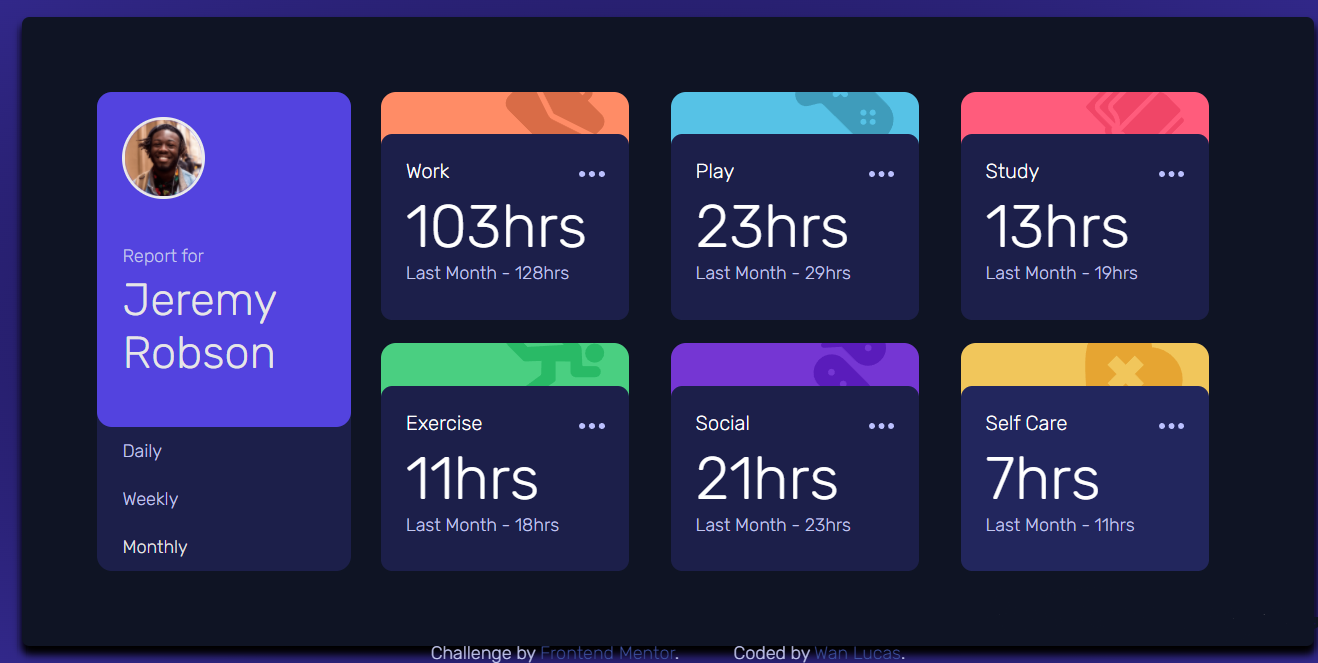 Report for
Jeremy
Robson
Daily
Weekly
Monthly
Work
103hrs
Last Month - 128hrs
Play
23hrs
Last Month - 29hrs
Study
13hrs
Last Month - 19hrs
Exercise
11hrs
Last Month - 18hrs
Social
21hrs
Last Month - 23hrs
Self Care
7hrs
Last Month - 11hrs
Challenge by Frontend Mentor.
Coded by Wan Lucas.